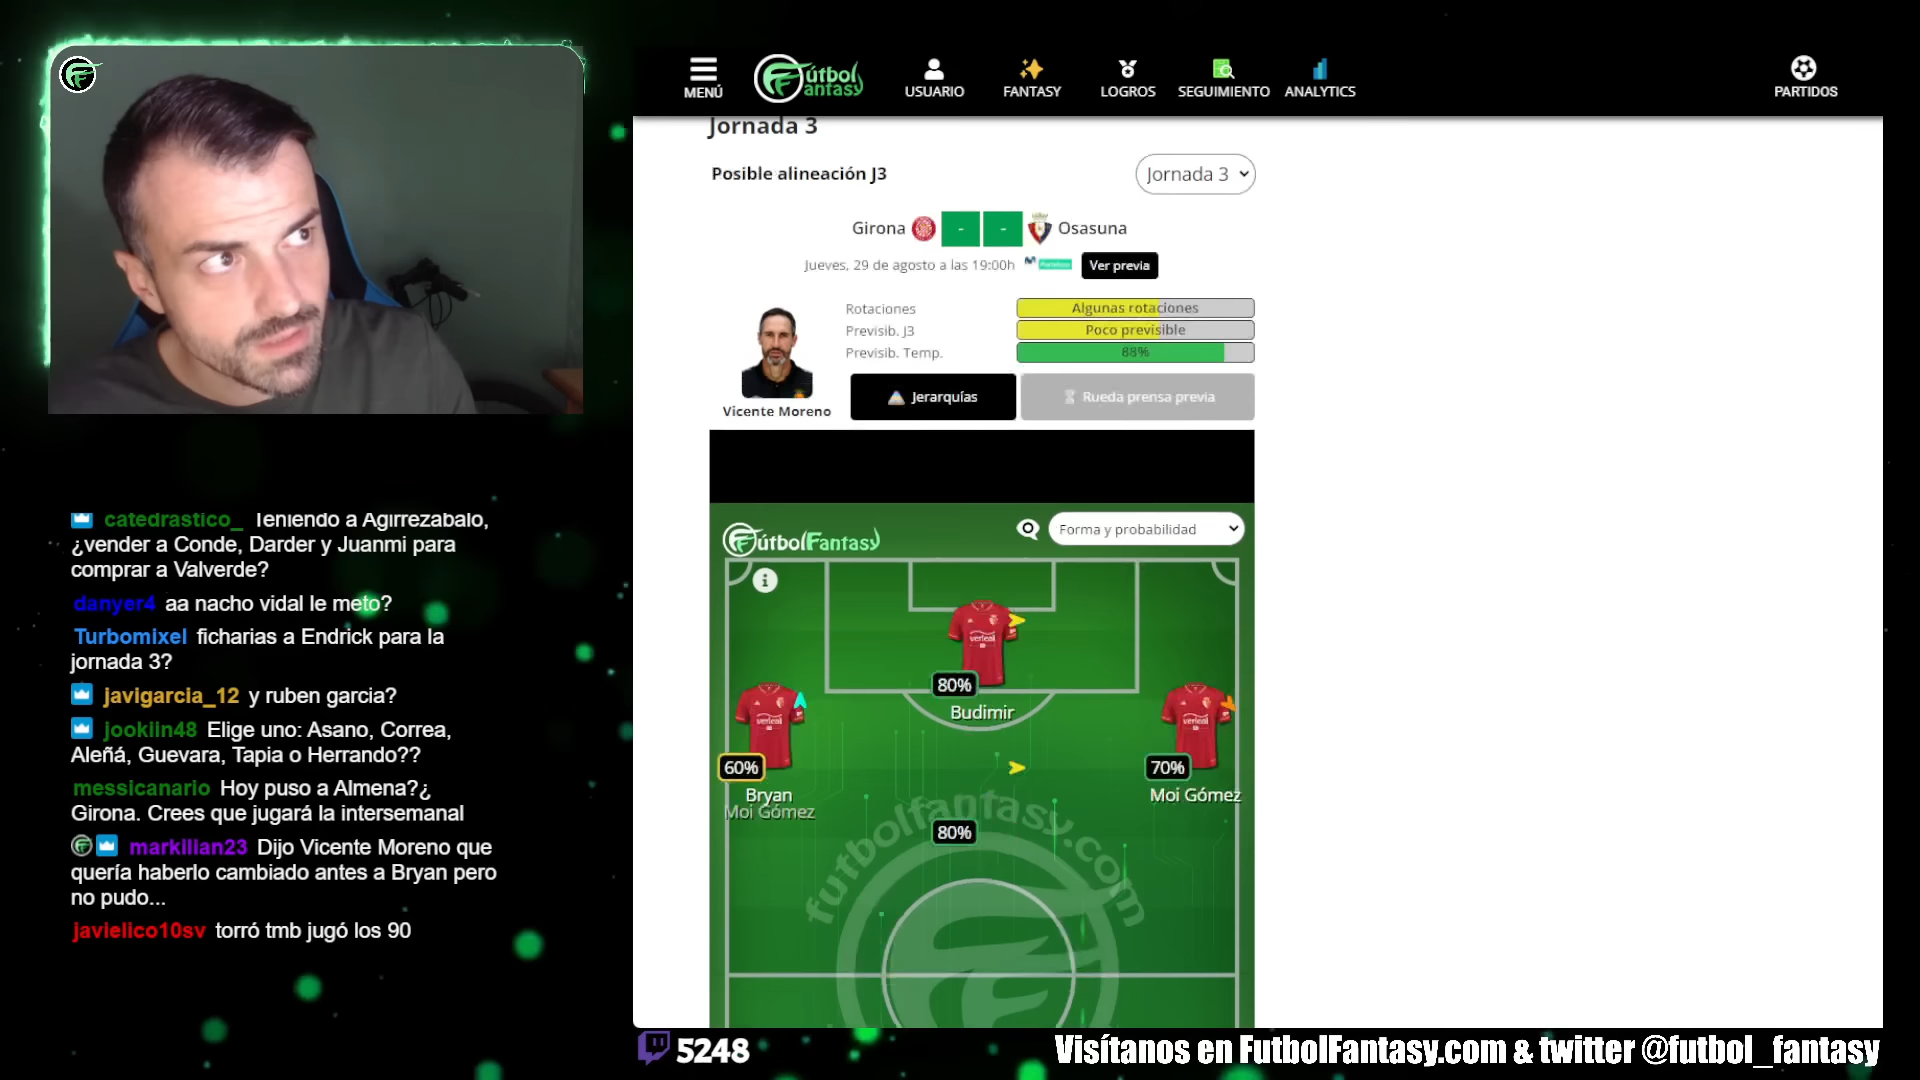 MENÚ
FútbolFantasy
USUARIO
FANTASY
LOGROS
SEGUIMIENTO
ANALYTICS
PARTIDOS
Jornada 3
Posible alineación J3
Jornada 3
Girona - - Osasuna
Jueves, 29 de agosto a las 19:00h
Ver previa
Rotaciones
Algunas rotaciones
Previsib. J3
Poco previsible
Previsib. Temp.
88%
Vicente Moreno
Jerarquías
Rueda prensa previa
FútbolFantasy
Forma y probabilidad
80%
Budimir
60%
Bryan
Moi Gómez
70%
Moi Gómez
80%
futbolfantasy.com
catedrastico_ Teniendo a Agirrezabalo,
¿vender a Conde, Darder y Juanmi para
comprar a Valverde?
danyer4 aa nacho vidal le meto?
Turbomixel ficharias a Endrick para la
jornada 3?
javigarcia_12 y ruben garcia?
jooklin48 Elige uno: Asano, Correa,
Aleñá, Guevara, Tapia o Herrando??
messicanario Hoy puso a Almena?¿
Girona. Crees que jugará la intersemanal
markilian23 Dijo Vicente Moreno que
quería haberlo cambiado antes a Bryan pero
no pudo...
javielico10sv torró tmb jugó los 90
5248
Visítanos en FutbolFantasy.com & twitter @futbol_fantasy